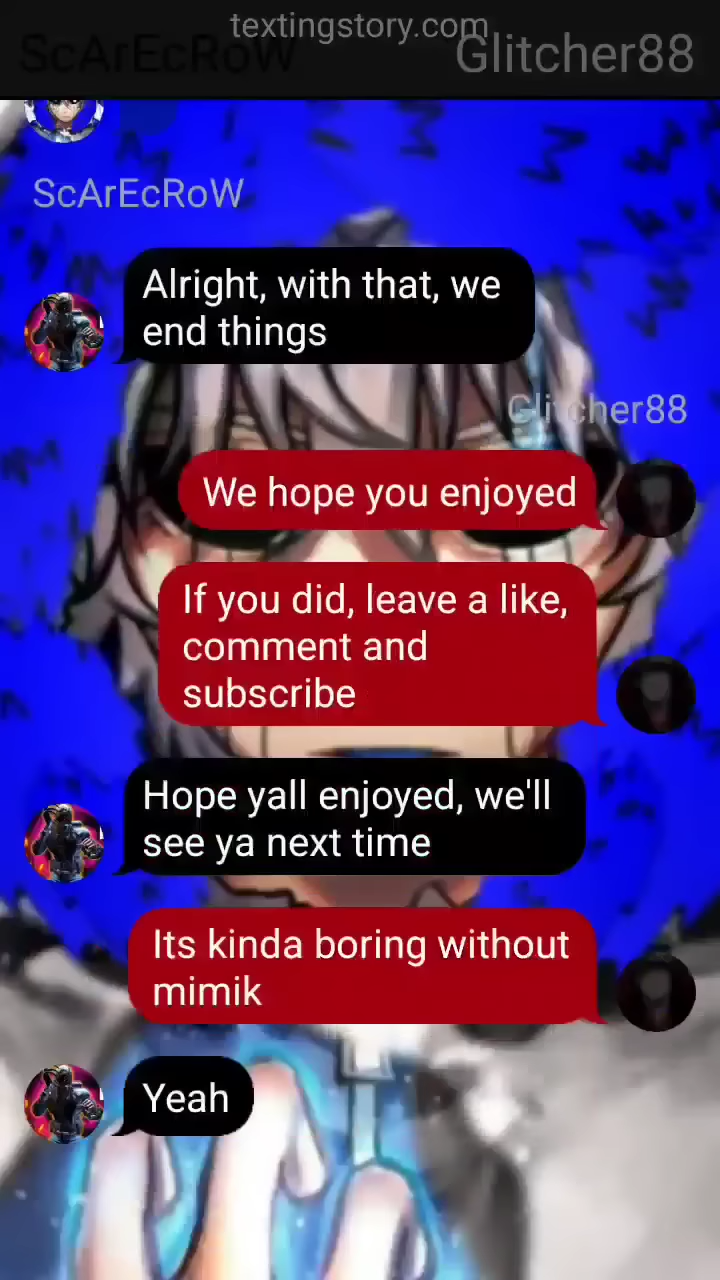 textingstory.com
ScArEcRoW
Glitcher88
ScArEcRoW
Alright, with that, we
end things
Glitcher88
We hope you enjoyed
If you did, leave a like,
comment and
subscribe
Hope yall enjoyed, we'll
see ya next time
Its kinda boring without
mimik
Yeah